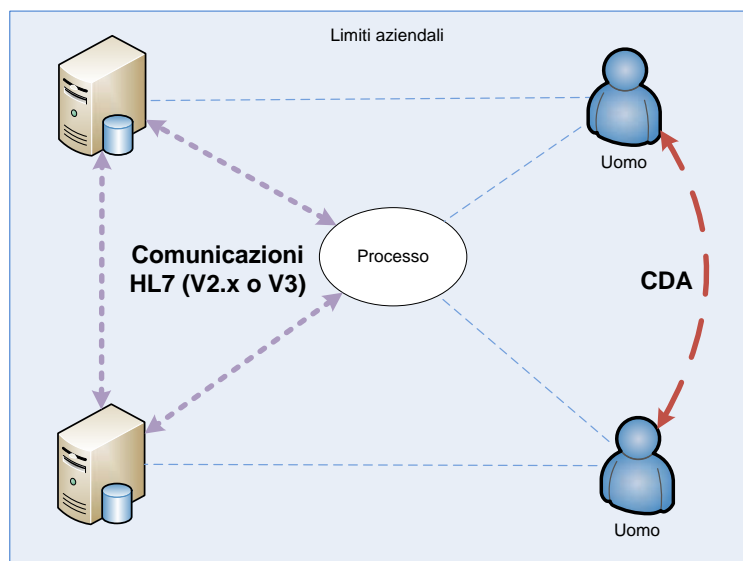 Limiti aziendali
Uomo
Comunicazioni
HL7 (V2.x o V3)
Processo
CDA
Uomo